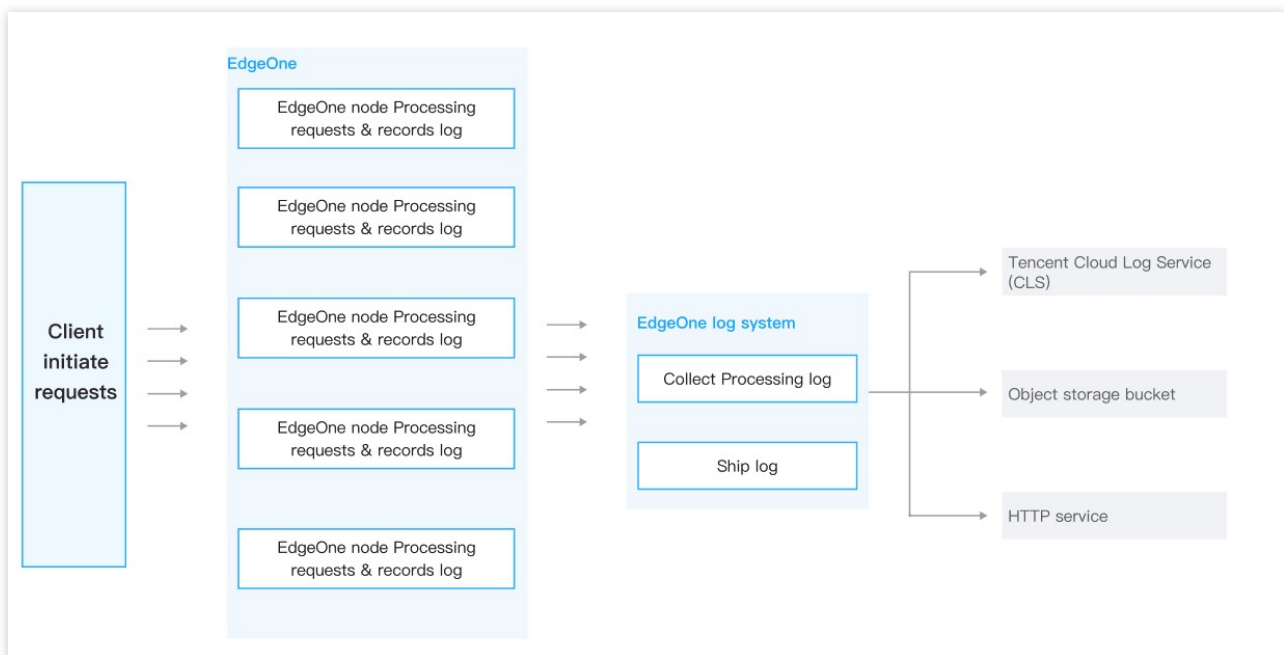 Client
initiate
requests
EdgeOne
EdgeOne node Processing
requests & records log
EdgeOne node Processing
requests & records log
EdgeOne node Processing
requests & records log
EdgeOne node Processing
requests & records log
EdgeOne node Processing
requests & records log
EdgeOne log system
Collect Processing log
Ship log
Tencent Cloud Log Service
(CLS)
Object storage bucket
HTTP service